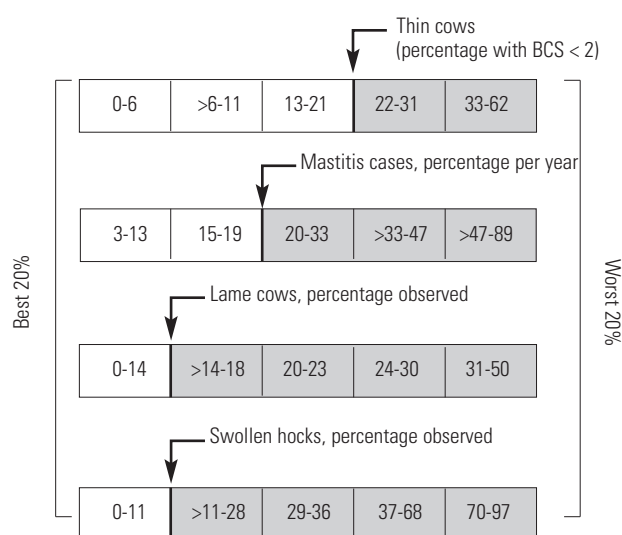 Thin cows
(percentage with BCS < 2)
0-6 >6-11 13-21 22-31 33-62
Mastitis cases, percentage per year
3-13 15-19 20-33 >33-47 >47-89
Best 20%
Worst 20%
Lame cows, percentage observed
0-14 >14-18 20-23 24-30 31-50
Swollen hocks, percentage observed
0-11 >11-28 29-36 37-68 70-97